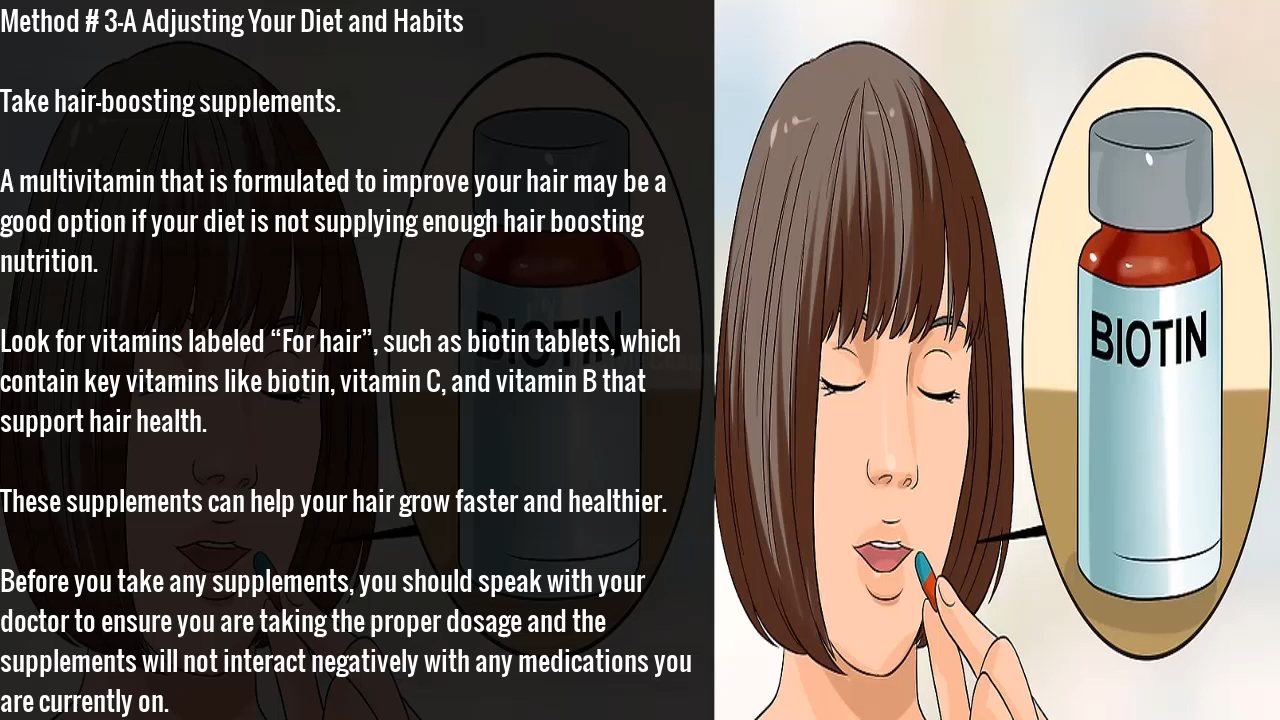 Method # 3-A Adjusting Your Diet and Habits
Take hair-boosting supplements.
A multivitamin that is formulated to improve your hair may be a
good option if your diet is not supplying enough hair boosting
nutrition.
Look for vitamins labeled “For hair”, such as biotin tablets, which
contain key vitamins like biotin, vitamin C, and vitamin B that
support hair health.
These supplements can help your hair grow faster and healthier.
Before you take any supplements, you should speak with your
doctor to ensure you are taking the proper dosage and the
supplements will not interact negatively with any medications you
are currently on.
BIOTIN
BIOTIN